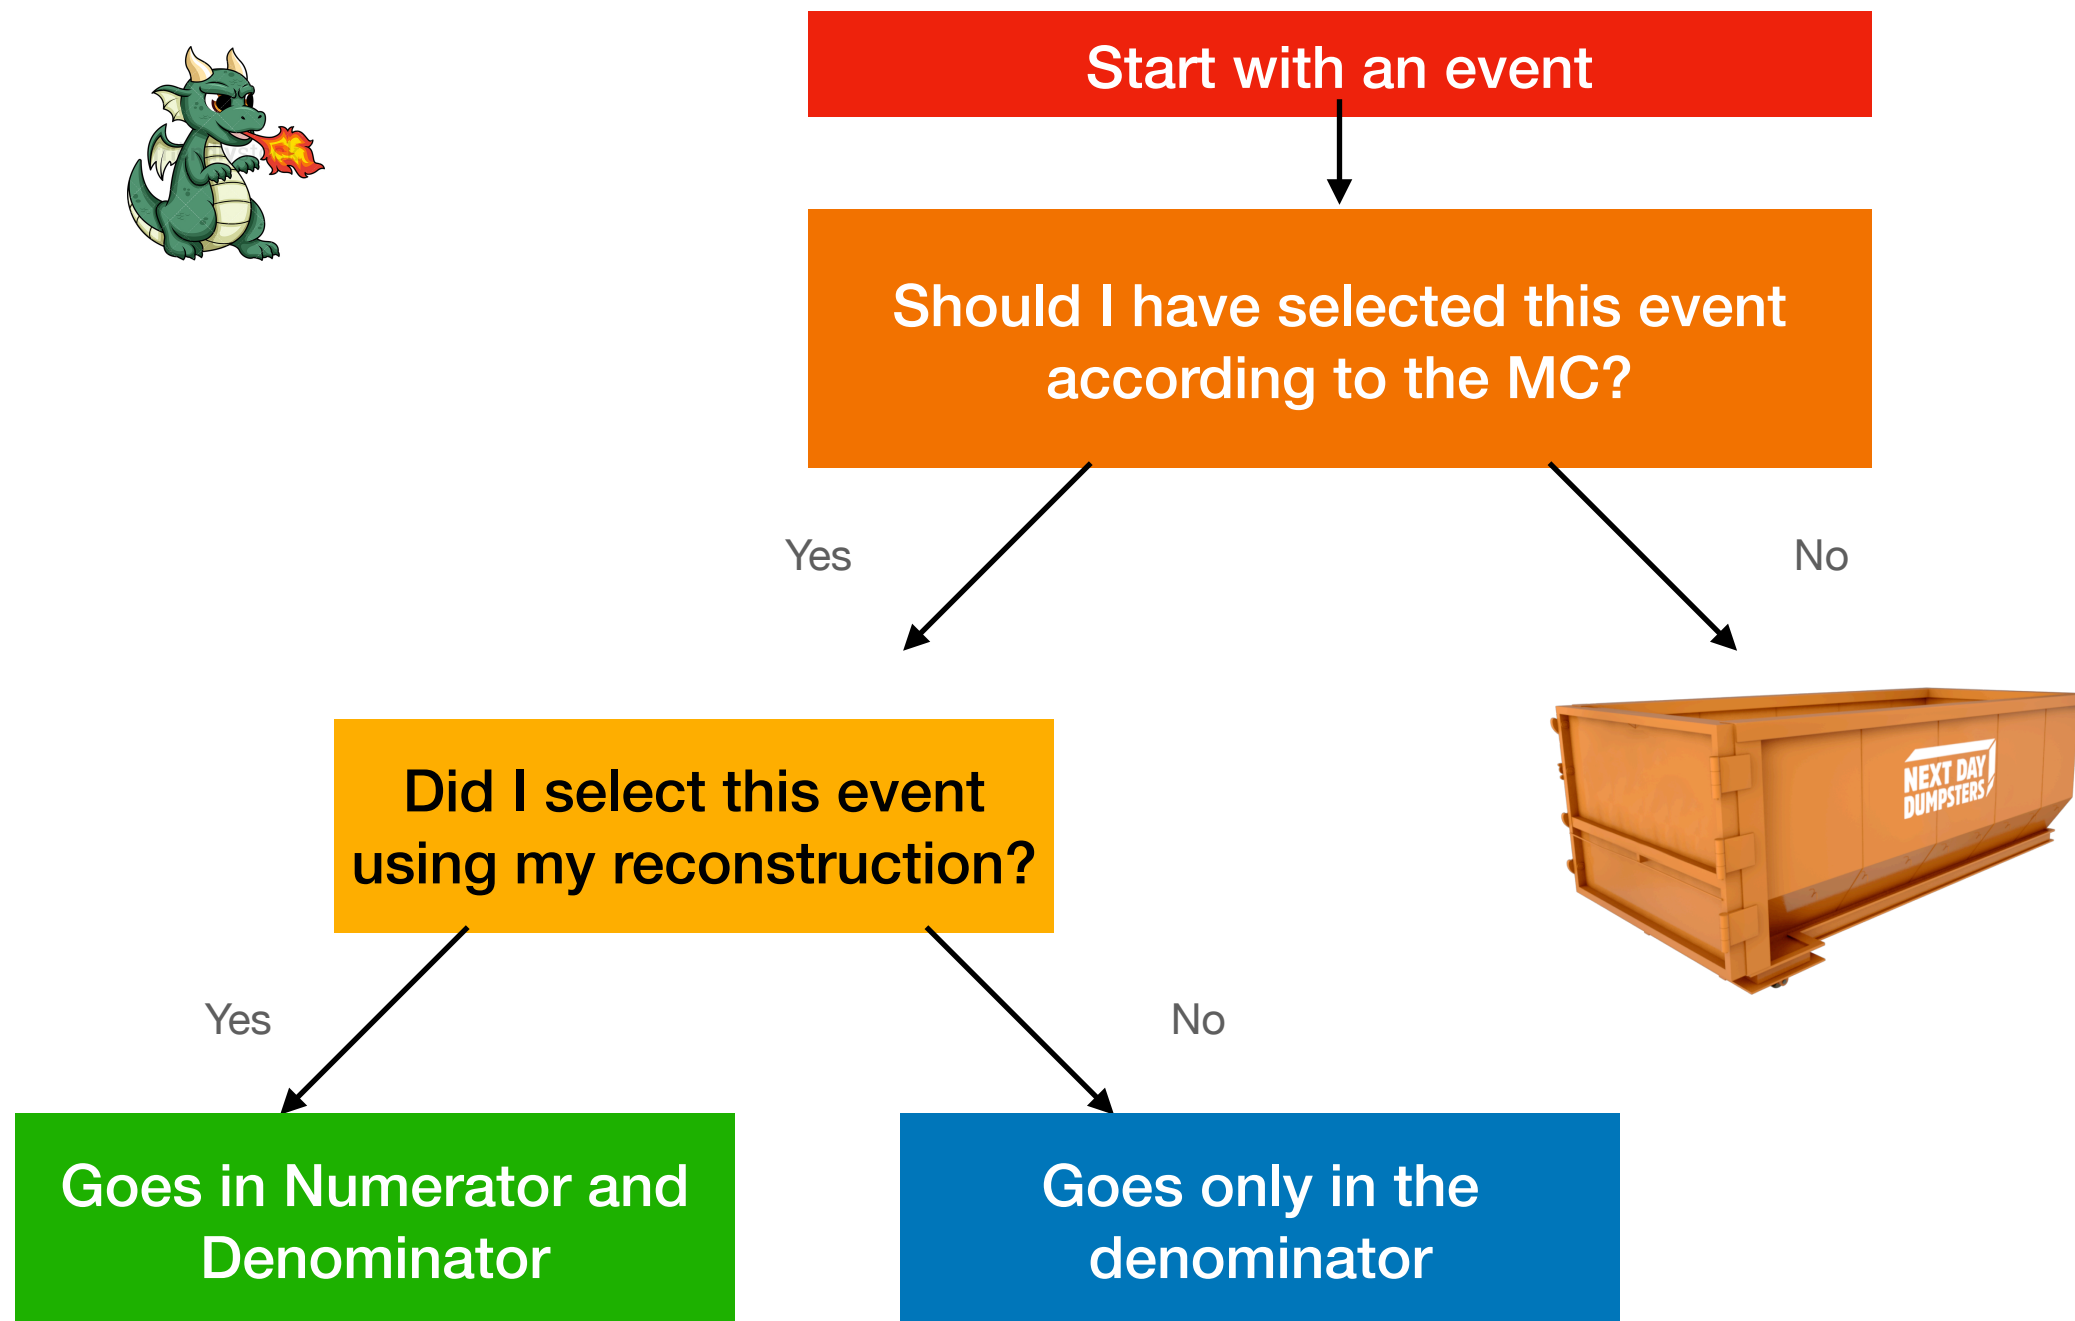 Start with an event
Should I have selected this event
according to the MC?
Yes
No
NEXT DAY
DUMPSTERS
Did I select this event
using my reconstruction?
Yes
No
Goes in Numerator and
Denominator
Goes only in the
denominator